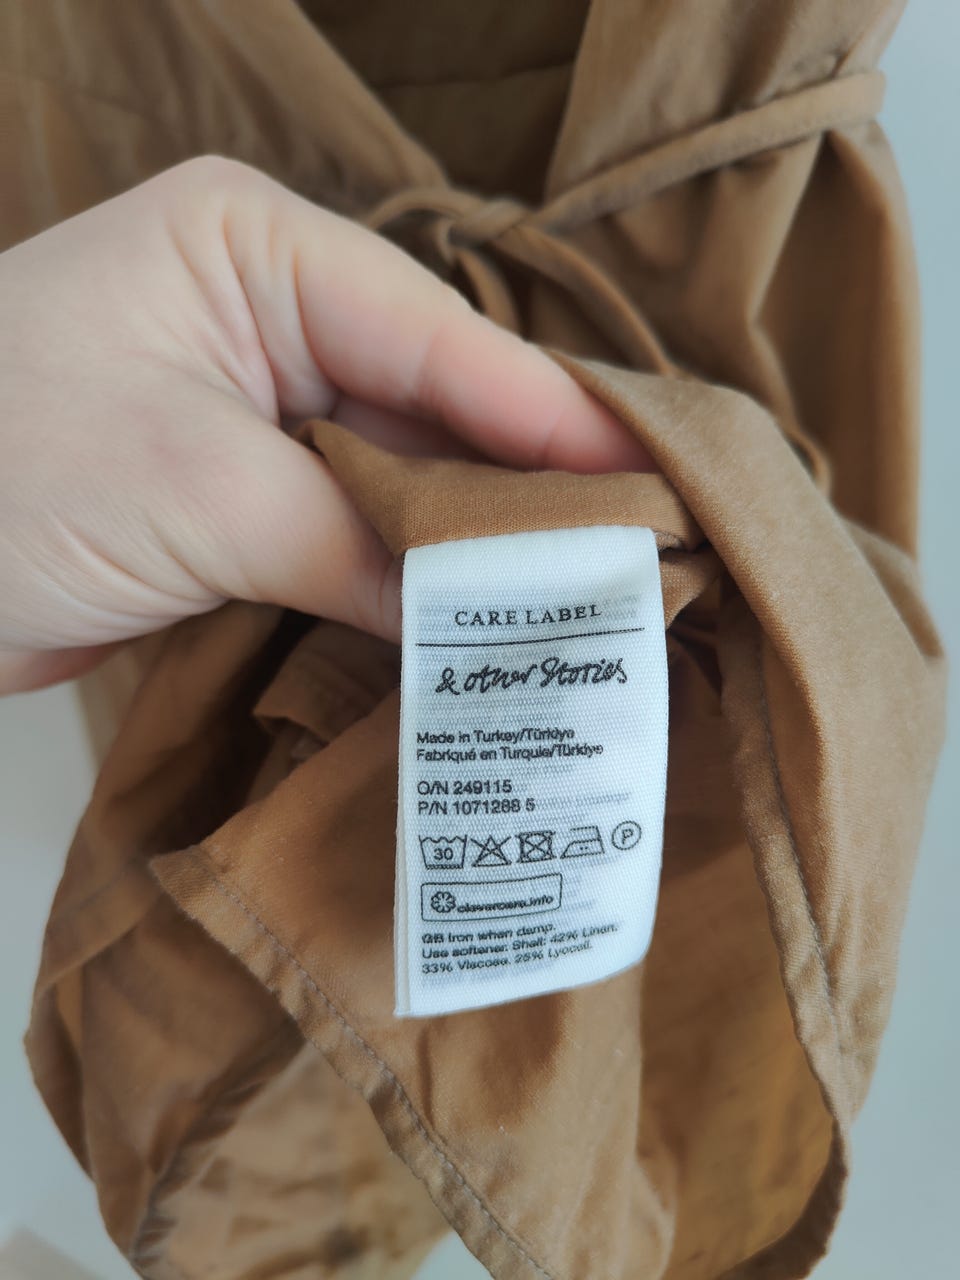 CARE LABEL
& other Stories
Made in Turkey/Türkiye
Fabriqué en Turquie/Türkiye
O/N 249115
P/N 1071288 5
30
P
clevercare.info
GB Iron when damp.
Use softener. Shell: 42% Linen.
33% Viscose. 25% Lyocell.